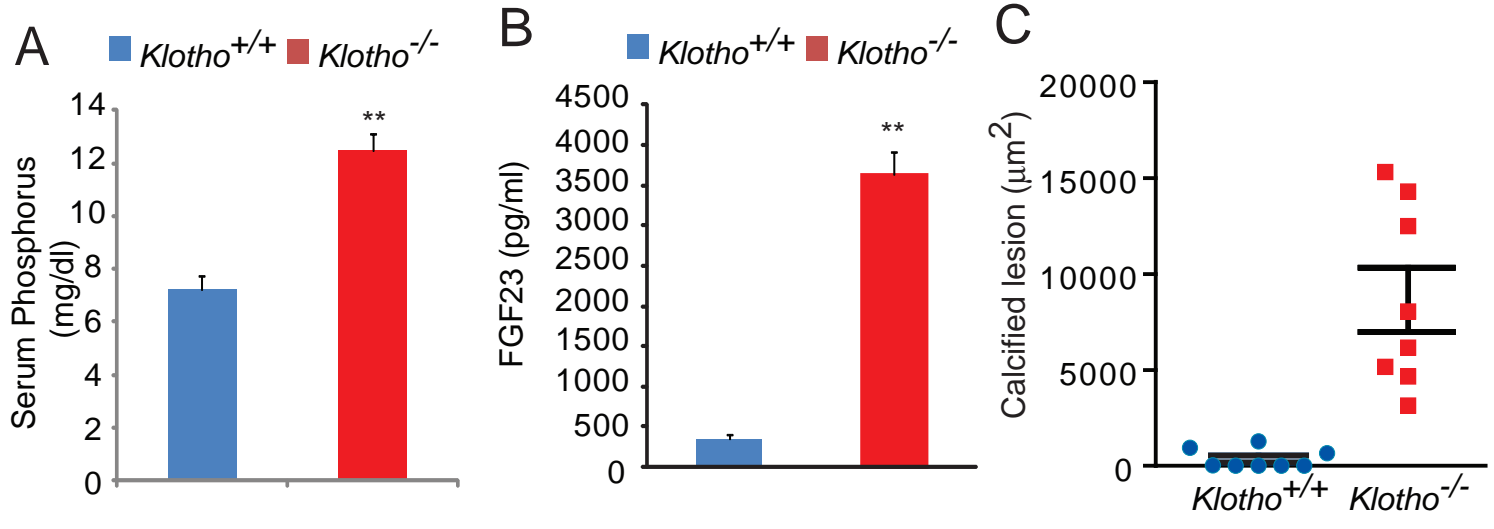 A
Klotho+/+ Klotho-/-
Serum Phosphorus
(mg/dl)
14
12
10
8
6
4
2
0
**
B
Klotho+/+ Klotho-/-
FGF23 (pg/ml)
4500
4000
3500
3000
2500
2000
1500
1000
500
0
**
C
Calcified lesion (μm2)
20000
15000
10000
5000
0
Klotho+/+ Klotho-/-